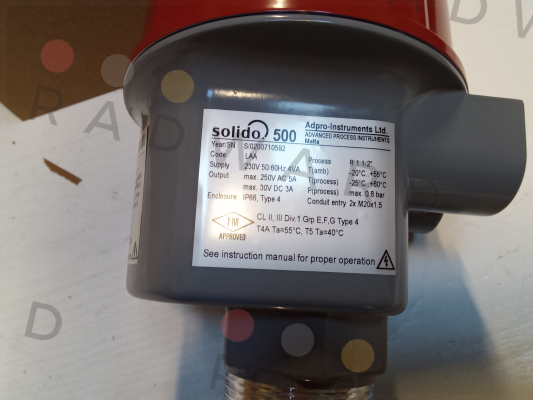 solido 500 Adpro-Instruments Ltd.
ADVANCED PROCESS INSTRUMENTS
Malta
Year/SN S/0200710592
Code LAA Process R 1 1/2"
Supply 230V 50/60Hz 4VA T(amb) -20°C..+55°C
Output max. 250V AC 5A T(process) -25°C..+80°C
max. 30V DC 3A P(process) max. 0.8 bar
Enclosure IP66, Type 4 Conduit entry 2x M20x1.5
FM CL II, III Div.1 Grp E,F,G Type 4
APPROVED T4A Ta=55°C, T5 Ta=40°C
See instruction manual for proper operation
RADWAG